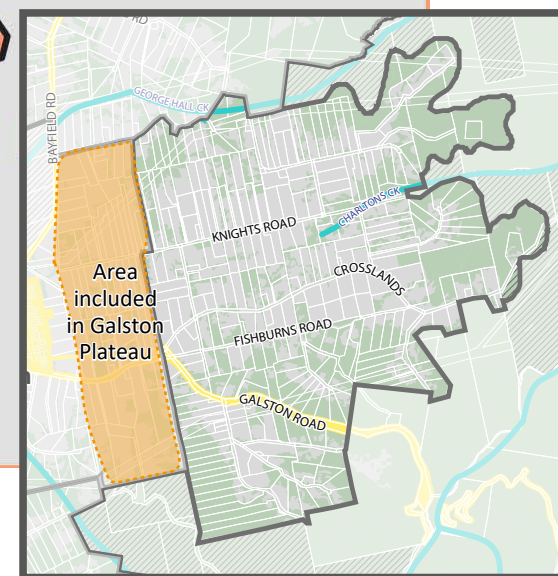 RD
GEORGE HALL CK
BAYFIELD RD
CHARLTONS CK
KNIGHTS ROAD
CROSSLANDS
Area
included
in Galston
Plateau
FISHBURNS ROAD
GALSTON ROAD